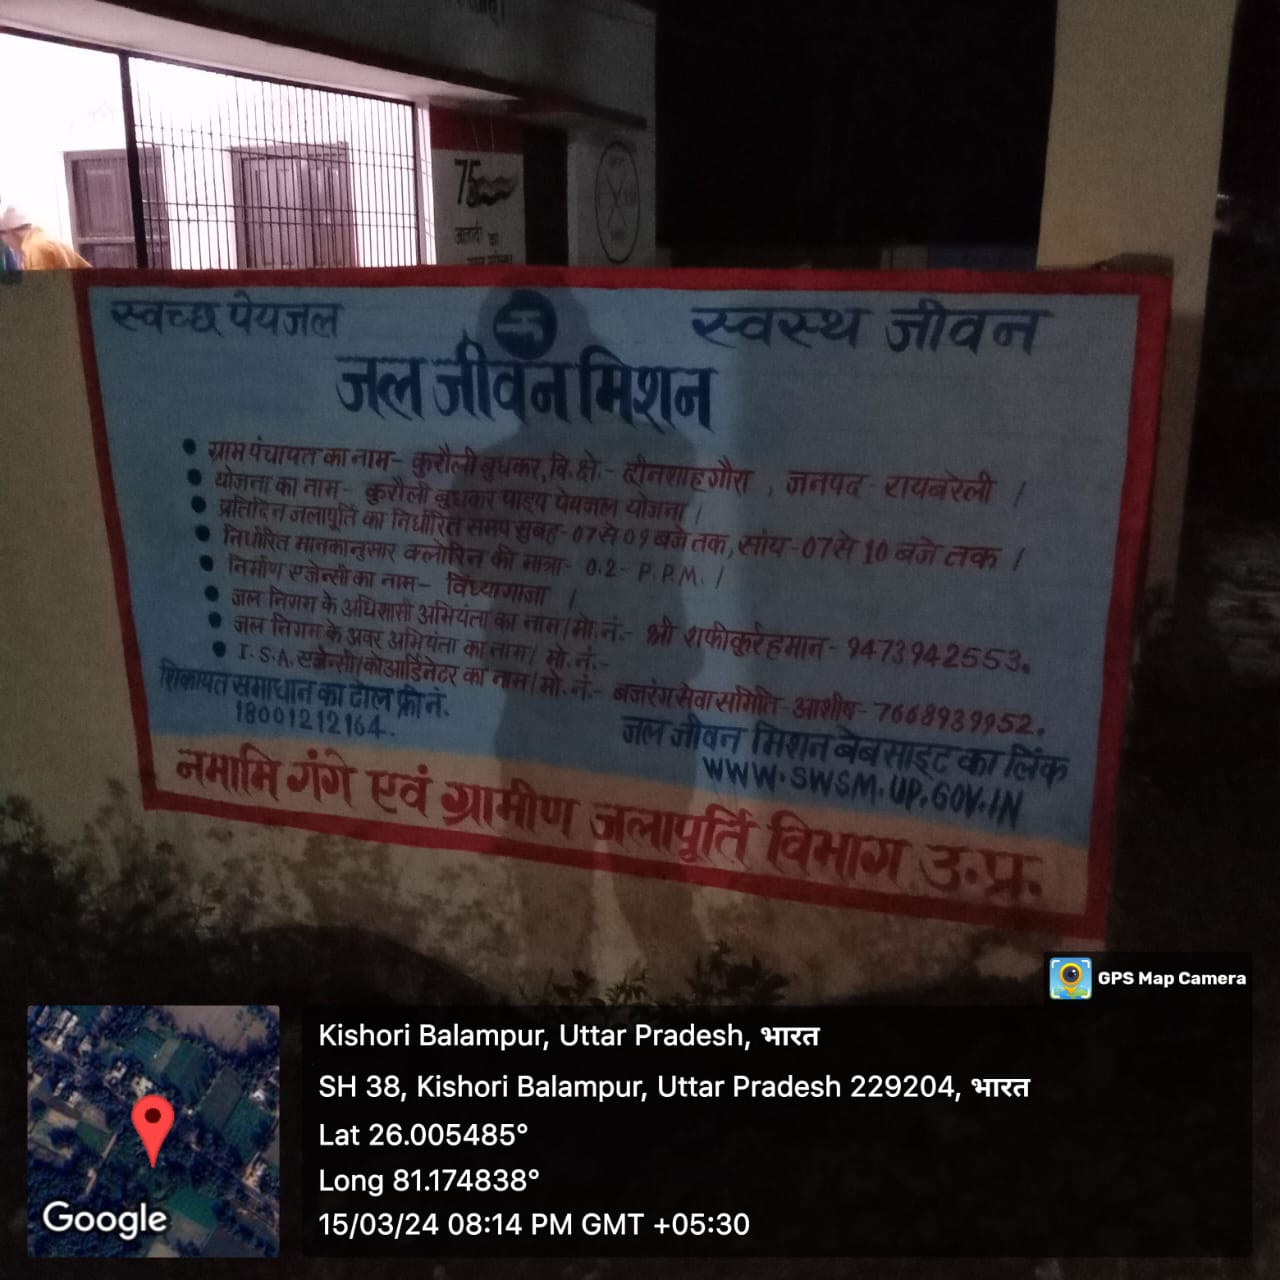 75
आजादी का
स्वच्छ पेयजल
स्वस्थ जीवन
जल जीवन मिशन
ग्राम पंचायत का नाम- कुरौली बुधकर, वि.क्षे.- दीनशाह गौरा , जनपद- रायबरेली |
योजना का नाम- कुरौली बुधकर पाइप पेयजल योजना |
प्रतिदिन जलापूर्ति का निर्धारित समय सुबह-07से 09 बजे तक, सांय-07से 10 बजे तक |
निर्धारित मानकानुसार क्लोरिन की मात्रा- 0.2- P.P.M. |
निर्माण एजेन्सी का नाम- विंध्यागाजा |
जल निगम के अधिशासी अभियंता का नाम/मो.नं.- श्री शफीकुर्रहमान- 9473942553.
जल निगम के अवर अभियंता का नाम/ मो.नं.-
I.S.A. एजेन्सी/कोआर्डिनेटर का नाम/मो.नं.- बजरंग सेवा समिति- आशीष- 7668939952.
शिकायत समाधान का टोल फ्री नं.
18001212164.
जल जीवन मिशन बेबसाइट का लिंक
WWW.SWSM.UP.GOV.IN
नमामि गंगे एवं ग्रामीण जलापूर्ति विभाग उ.प्र.
GPS Map Camera
Kishori Balampur, Uttar Pradesh, भारत
SH 38, Kishori Balampur, Uttar Pradesh 229204, भारत
Lat 26.005485°
Long 81.174838°
15/03/24 08:14 PM GMT +05:30
Google